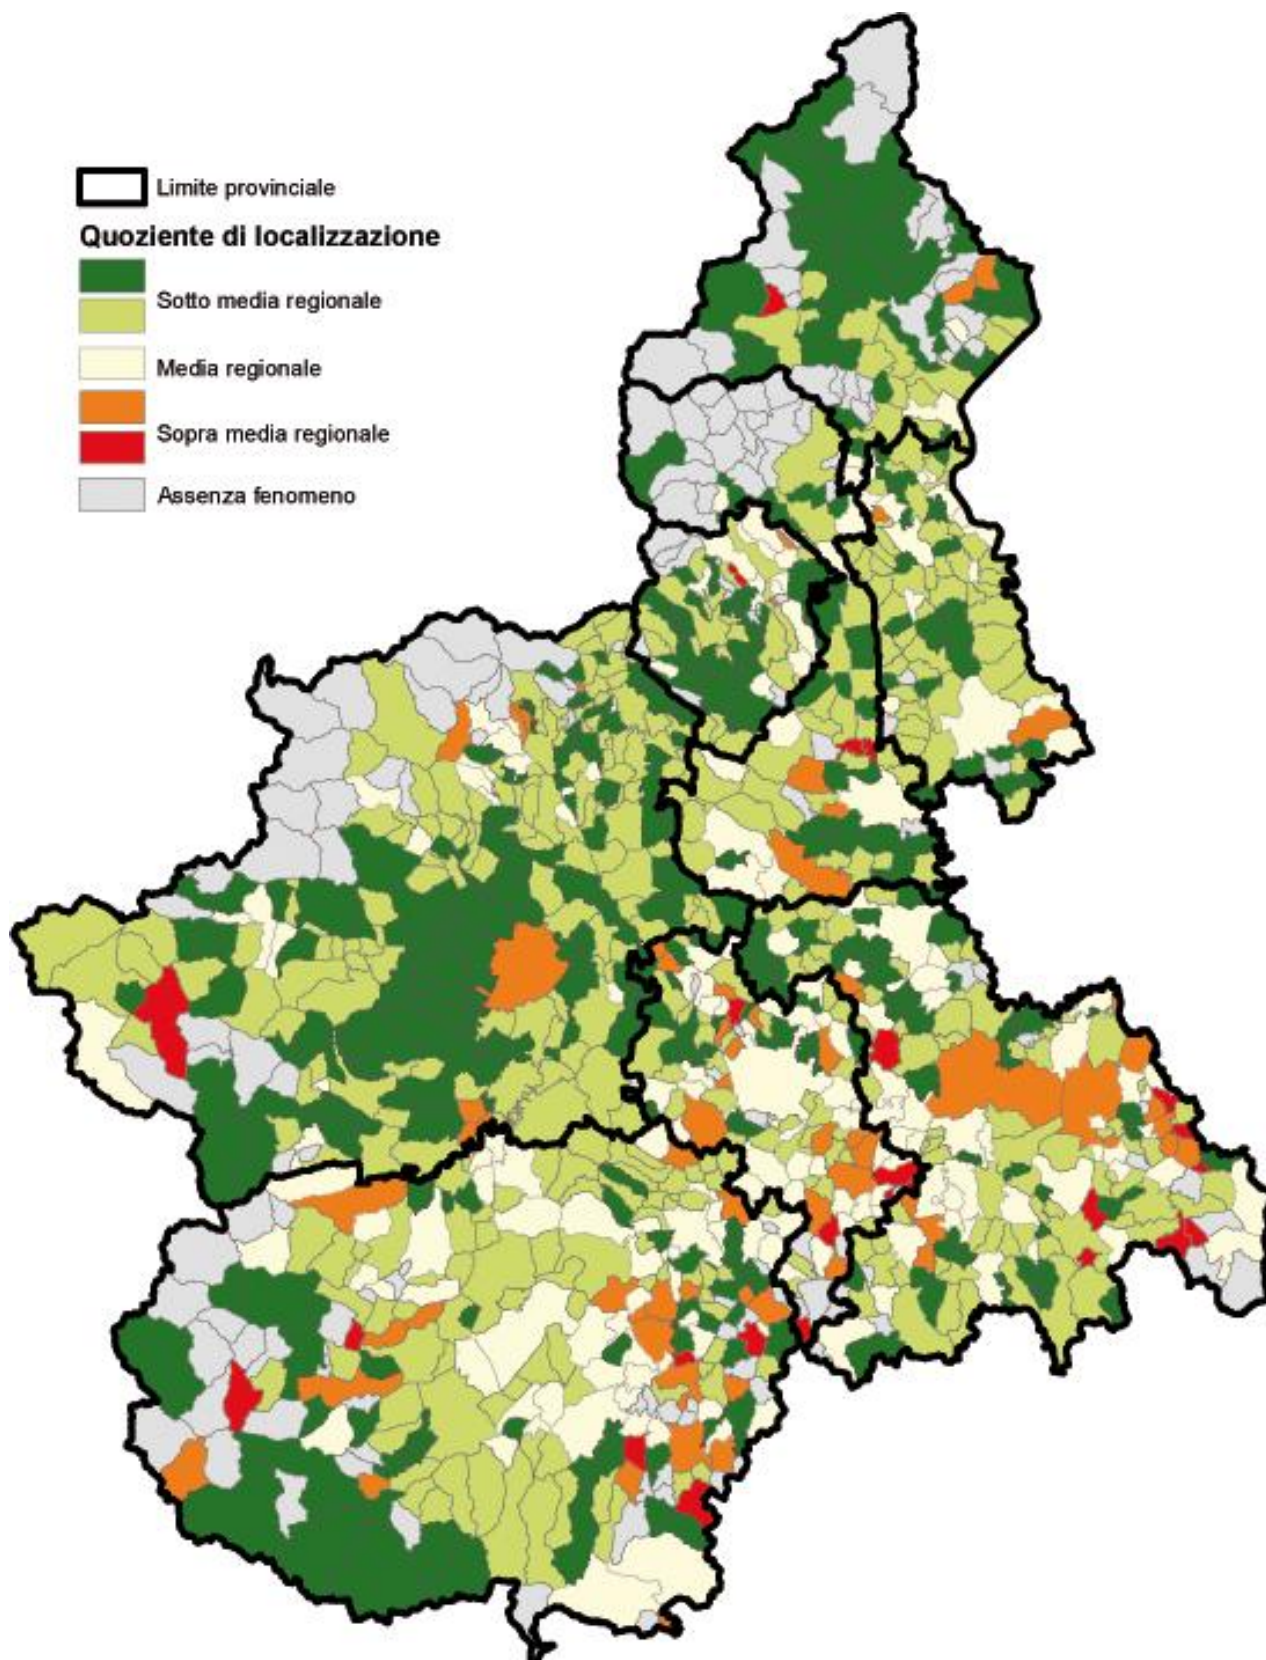 Limite provinciale
Quoziente di localizzazione
Sotto media regionale
Media regionale
Sopra media regionale
Assenza fenomeno